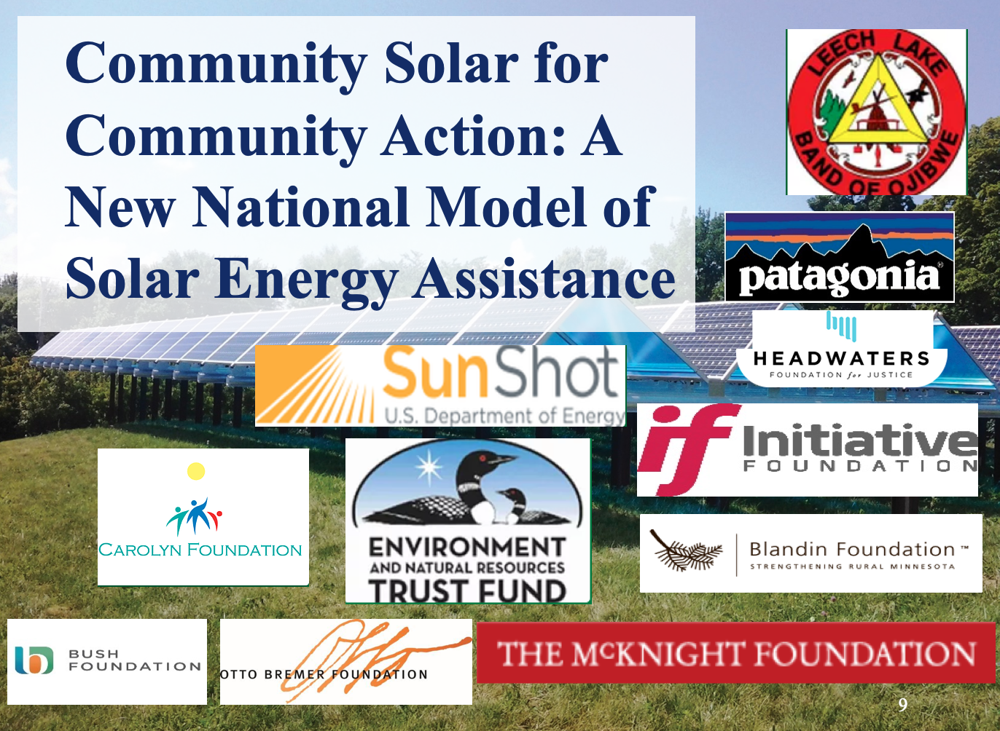 Community Solar for
Community Action: A
New National Model of
Solar Energy Assistance
LEECH LAKE
BAND OF OJIBWE
patagonia®
HEADWATERS
FOUNDATION for JUSTICE
SunShot
U.S. Department of Energy
if Initiative
FOUNDATION
CAROLYN FOUNDATION
ENVIRONMENT
AND NATURAL RESOURCES
TRUST FUND
Blandin Foundation™
STRENGTHENING RURAL MINNESOTA
b BUSH
FOUNDATION
Otto
OTTO BREMER FOUNDATION
THE McKNIGHT FOUNDATION
9